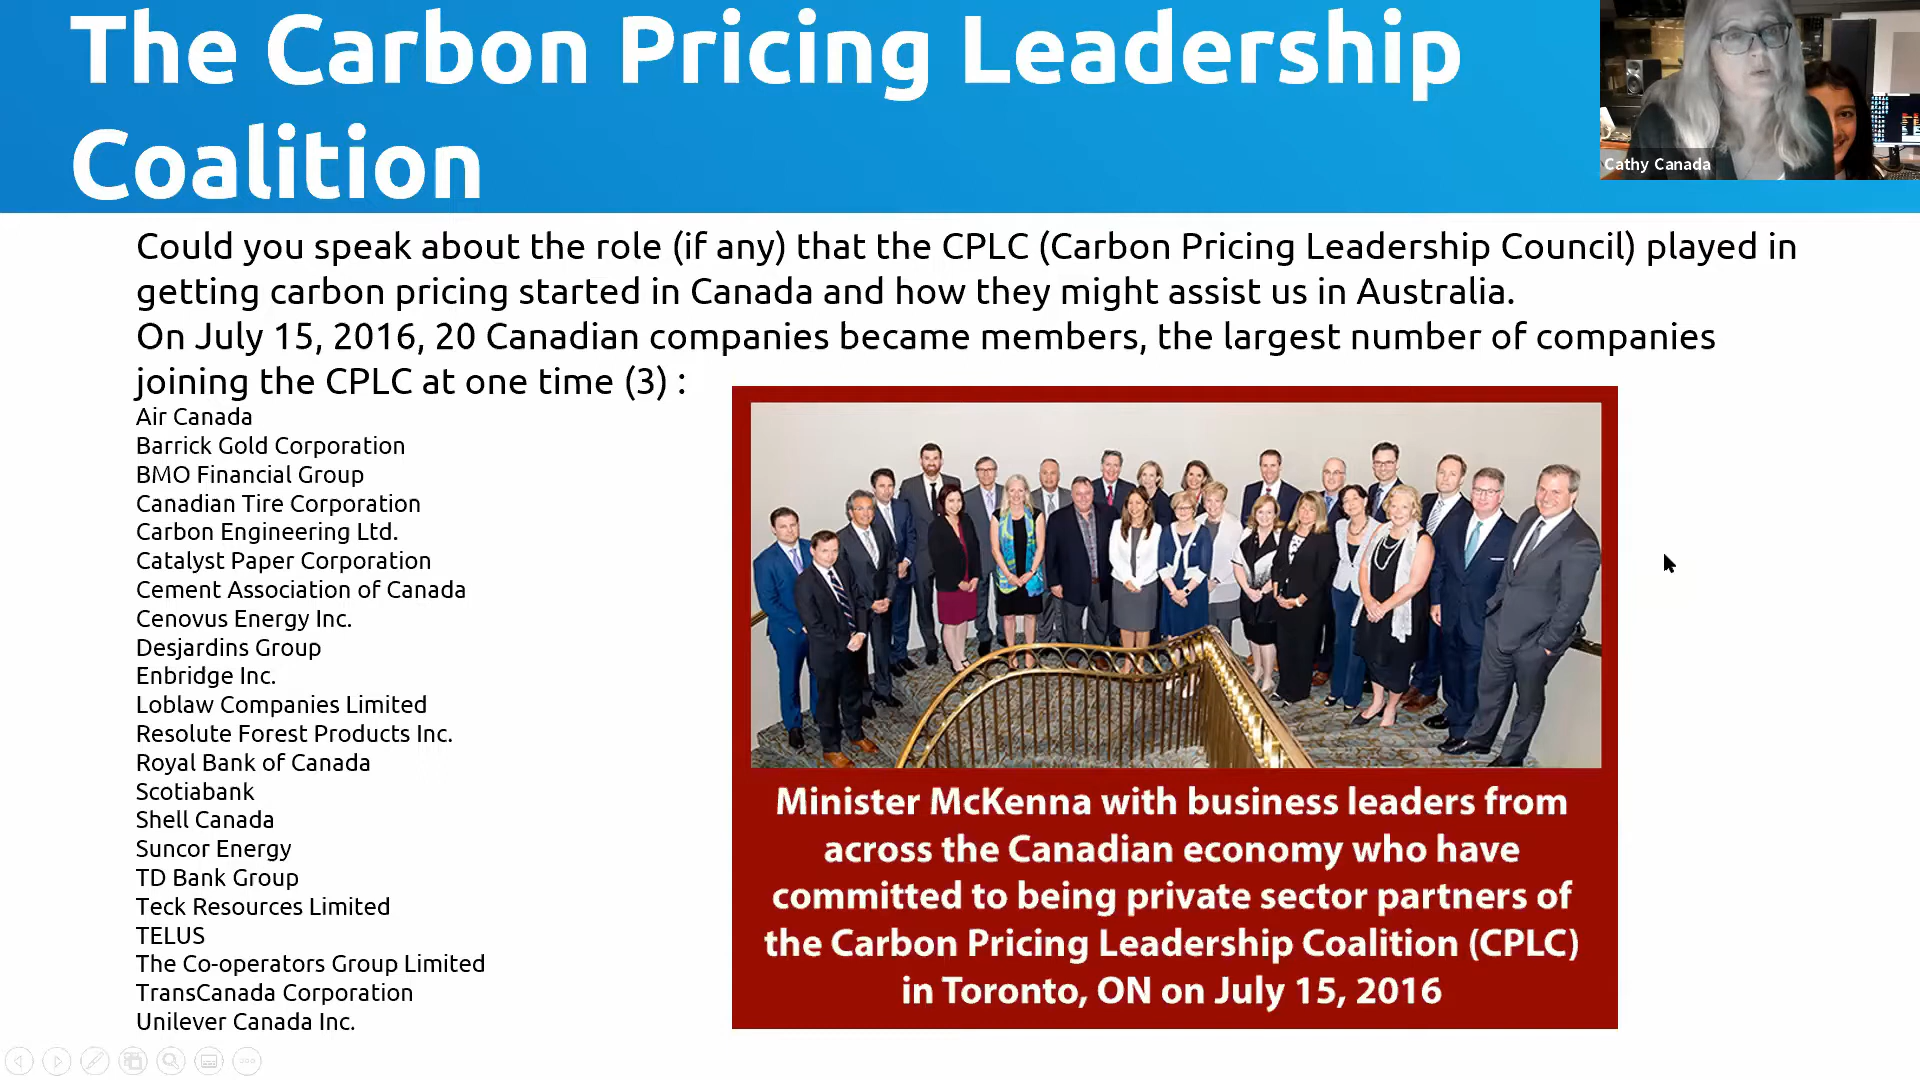 The Carbon Pricing Leadership
Coalition
Cathy Canada
Could you speak about the role (if any) that the CPLC (Carbon Pricing Leadership Council) played in
getting carbon pricing started in Canada and how they might assist us in Australia.
On July 15, 2016, 20 Canadian companies became members, the largest number of companies
joining the CPLC at one time (3) :
Air Canada
Barrick Gold Corporation
BMO Financial Group
Canadian Tire Corporation
Carbon Engineering Ltd.
Catalyst Paper Corporation
Cement Association of Canada
Cenovus Energy Inc.
Desjardins Group
Enbridge Inc.
Loblaw Companies Limited
Resolute Forest Products Inc.
Royal Bank of Canada
Scotiabank
Shell Canada
Suncor Energy
TD Bank Group
Teck Resources Limited
TELUS
The Co-operators Group Limited
TransCanada Corporation
Unilever Canada Inc.
Minister McKenna with business leaders from
across the Canadian economy who have
committed to being private sector partners of
the Carbon Pricing Leadership Coalition (CPLC)
in Toronto, ON on July 15, 2016